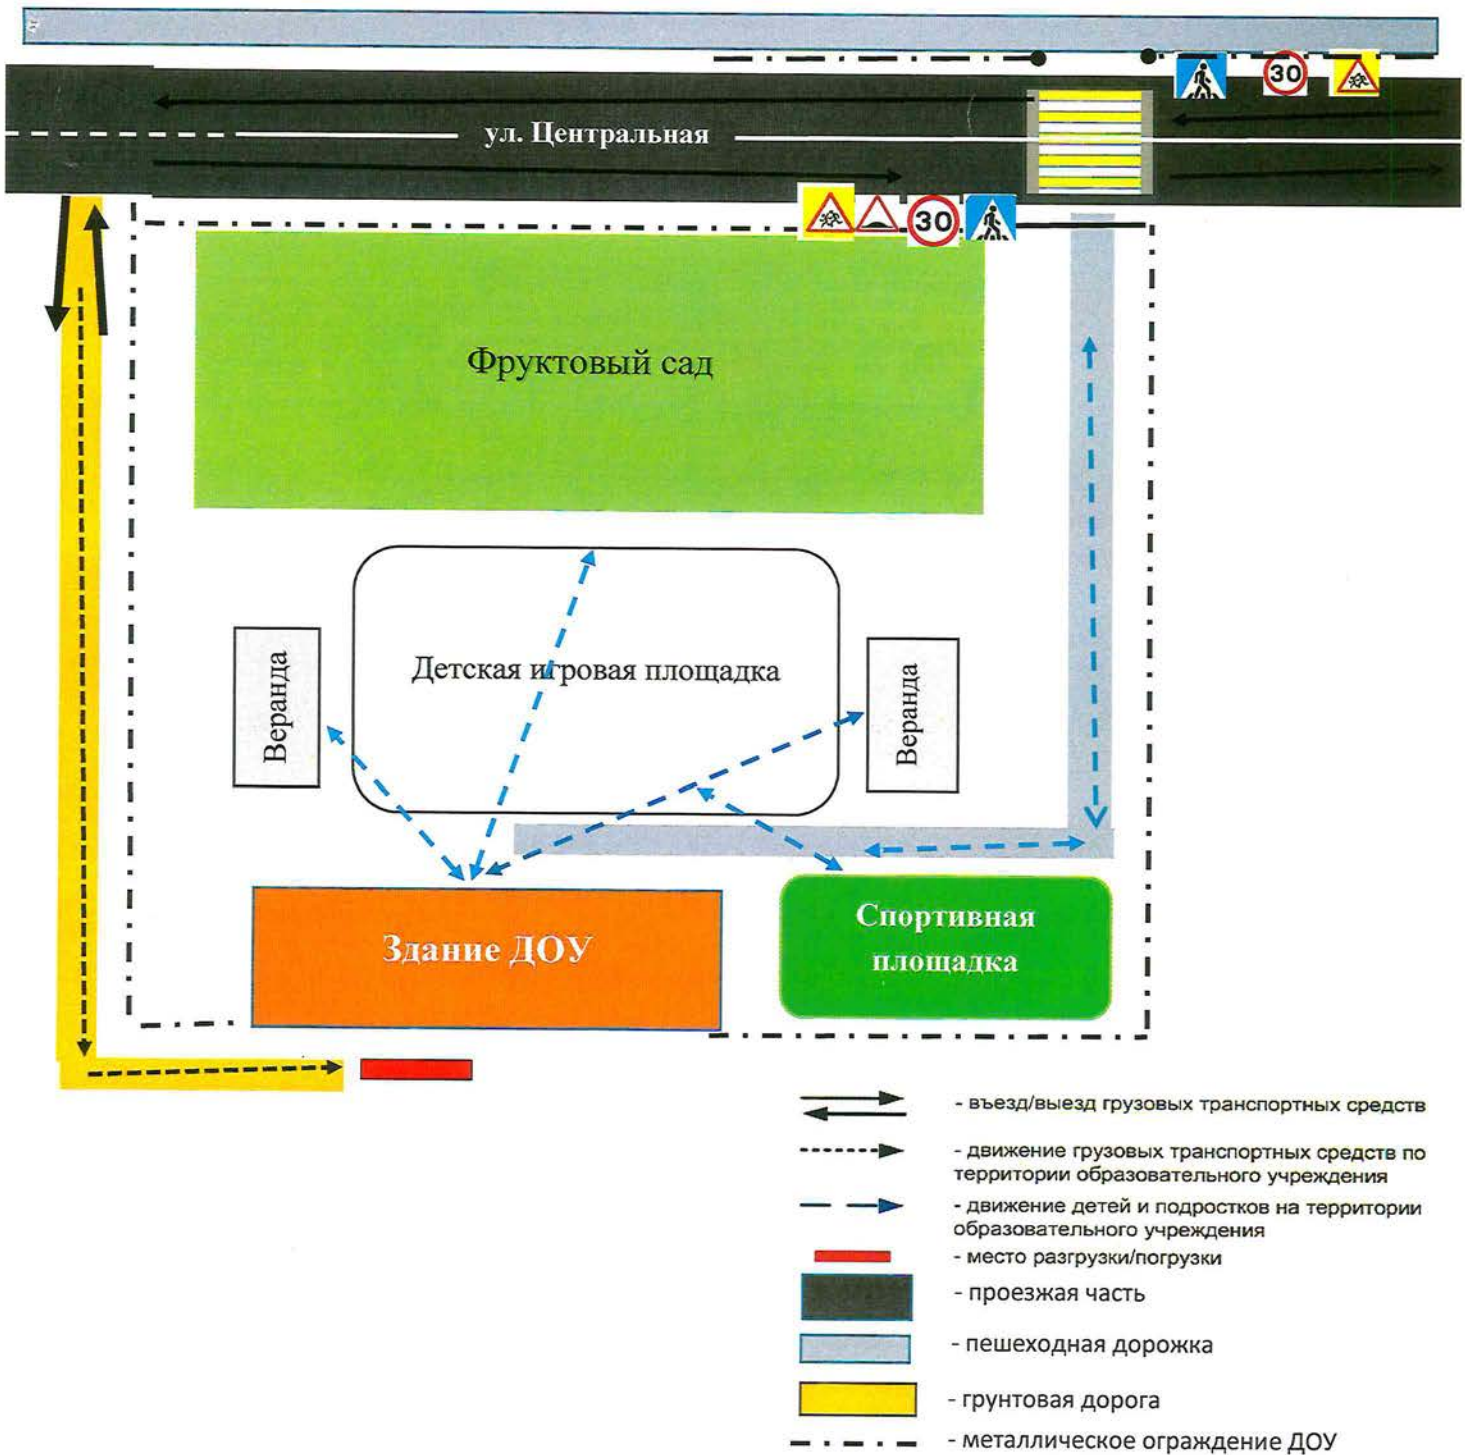 30
ул. Центральная
30
Фруктовый сад
Детская игровая площадка
Веранда
Веранда
Здание ДОУ
Спортивная
площадка
- въезд/выезд грузовых транспортных средств
- движение грузовых транспортных средств по
территории образовательного учреждения
- движение детей и подростков на территории
образовательного учреждения
- место разгрузки/погрузки
- проезжая часть
- пешеходная дорожка
- грунтовая дорога
- металлическое ограждение ДОУ